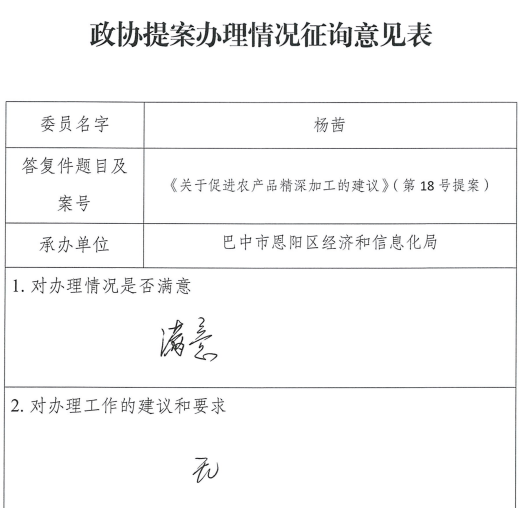 政协提案办理情况征询意见表
委员名字
杨茜
答复件题目及
案号
《关于促进农产品精深加工的建议》（第 18 号提案）
承办单位
巴中市恩阳区经济和信息化局
1. 对办理情况是否满意
满意
2. 对办理工作的建议和要求
无